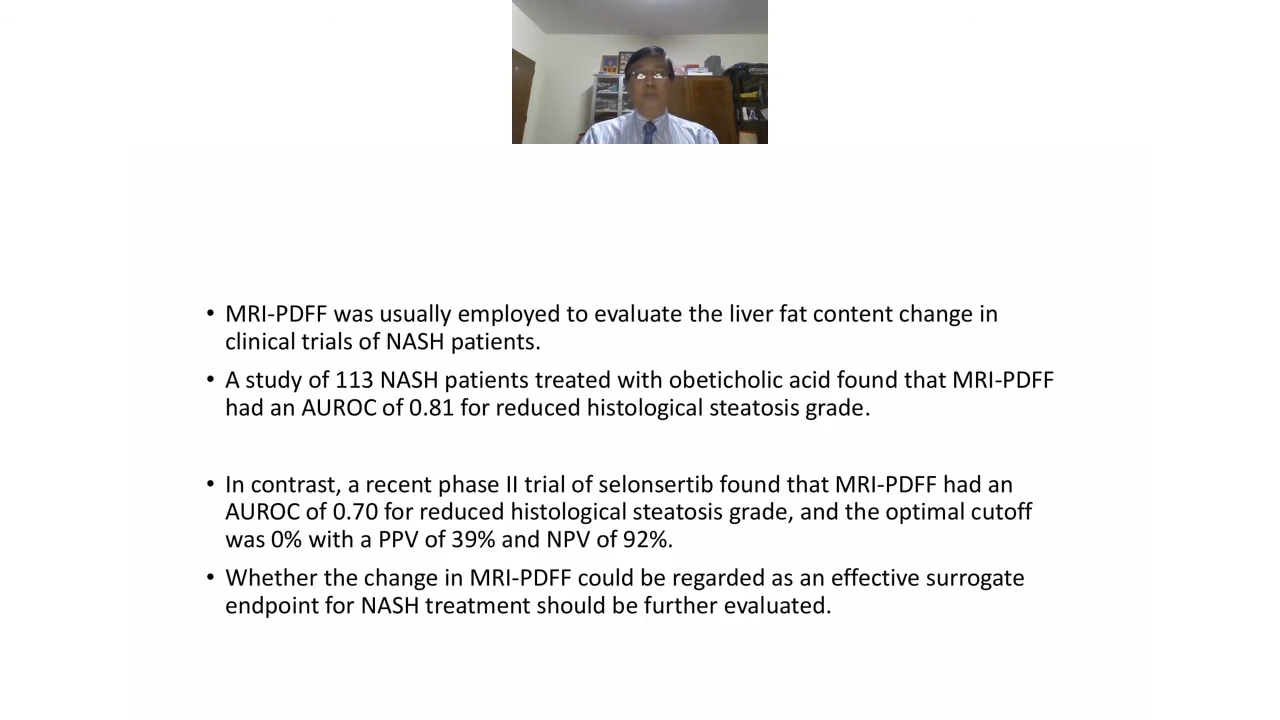 • MRI-PDFF was usually employed to evaluate the liver fat content change in
clinical trials of NASH patients.
• A study of 113 NASH patients treated with obeticholic acid found that MRI-PDFF
had an AUROC of 0.81 for reduced histological steatosis grade.
• In contrast, a recent phase II trial of selonsertib found that MRI-PDFF had an
AUROC of 0.70 for reduced histological steatosis grade, and the optimal cutoff
was 0% with a PPV of 39% and NPV of 92%.
• Whether the change in MRI-PDFF could be regarded as an effective surrogate
endpoint for NASH treatment should be further evaluated.